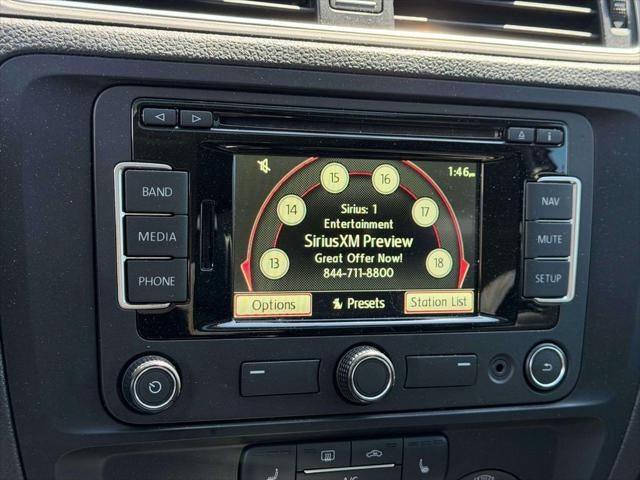 BAND
MEDIA
PHONE
NAV
MUTE
SETUP
1:46pm
13
14
15
16
17
18
Sirius: 1
Entertainment
SiriusXM Preview
Great Offer Now!
844-711-8800
Options
Presets
Station List
i
A/C